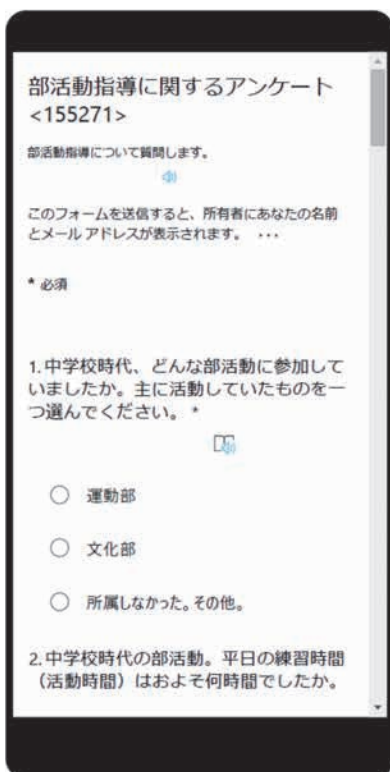 部活動指導に関するアンケート
<155271>
部活動指導について質問します。
このフォームを送信すると、所有者にあなたの名前
とメール アドレスが表示されます。 ···
* 必須
1.中学校時代、どんな部活動に参加して
いましたか。主に活動していたものを一
つ選んでください。 *
運動部
文化部
所属しなかった。その他。
2.中学校時代の部活動。平日の練習時間
（活動時間）はおよそ何時間でしたか。